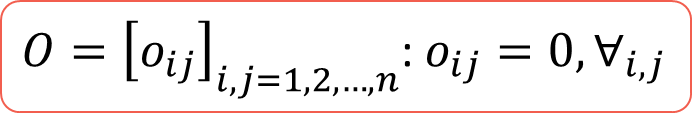 O = [o_{ij}]_{i,j=1,2,…,n}: o_{ij} = 0, ∀_{i,j}